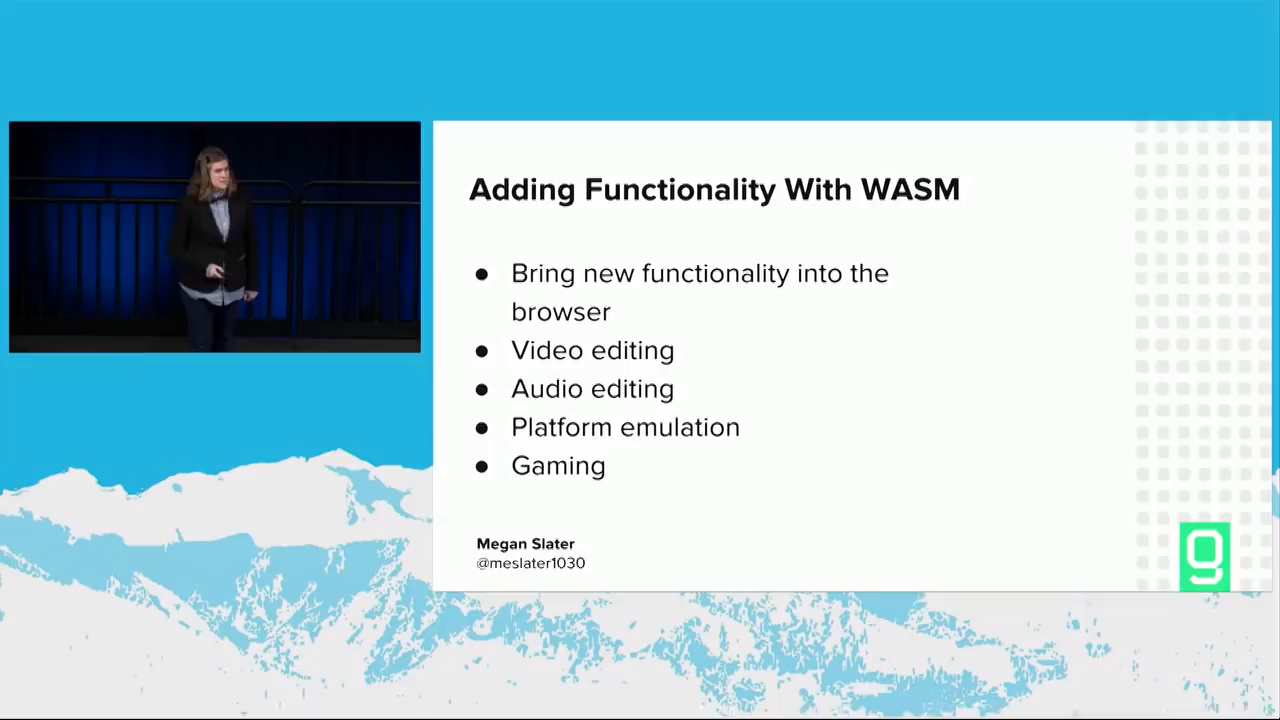 Adding Functionality With WASM
● Bring new functionality into the
browser
● Video editing
● Audio editing
● Platform emulation
● Gaming
Megan Slater
@meslater1030
g